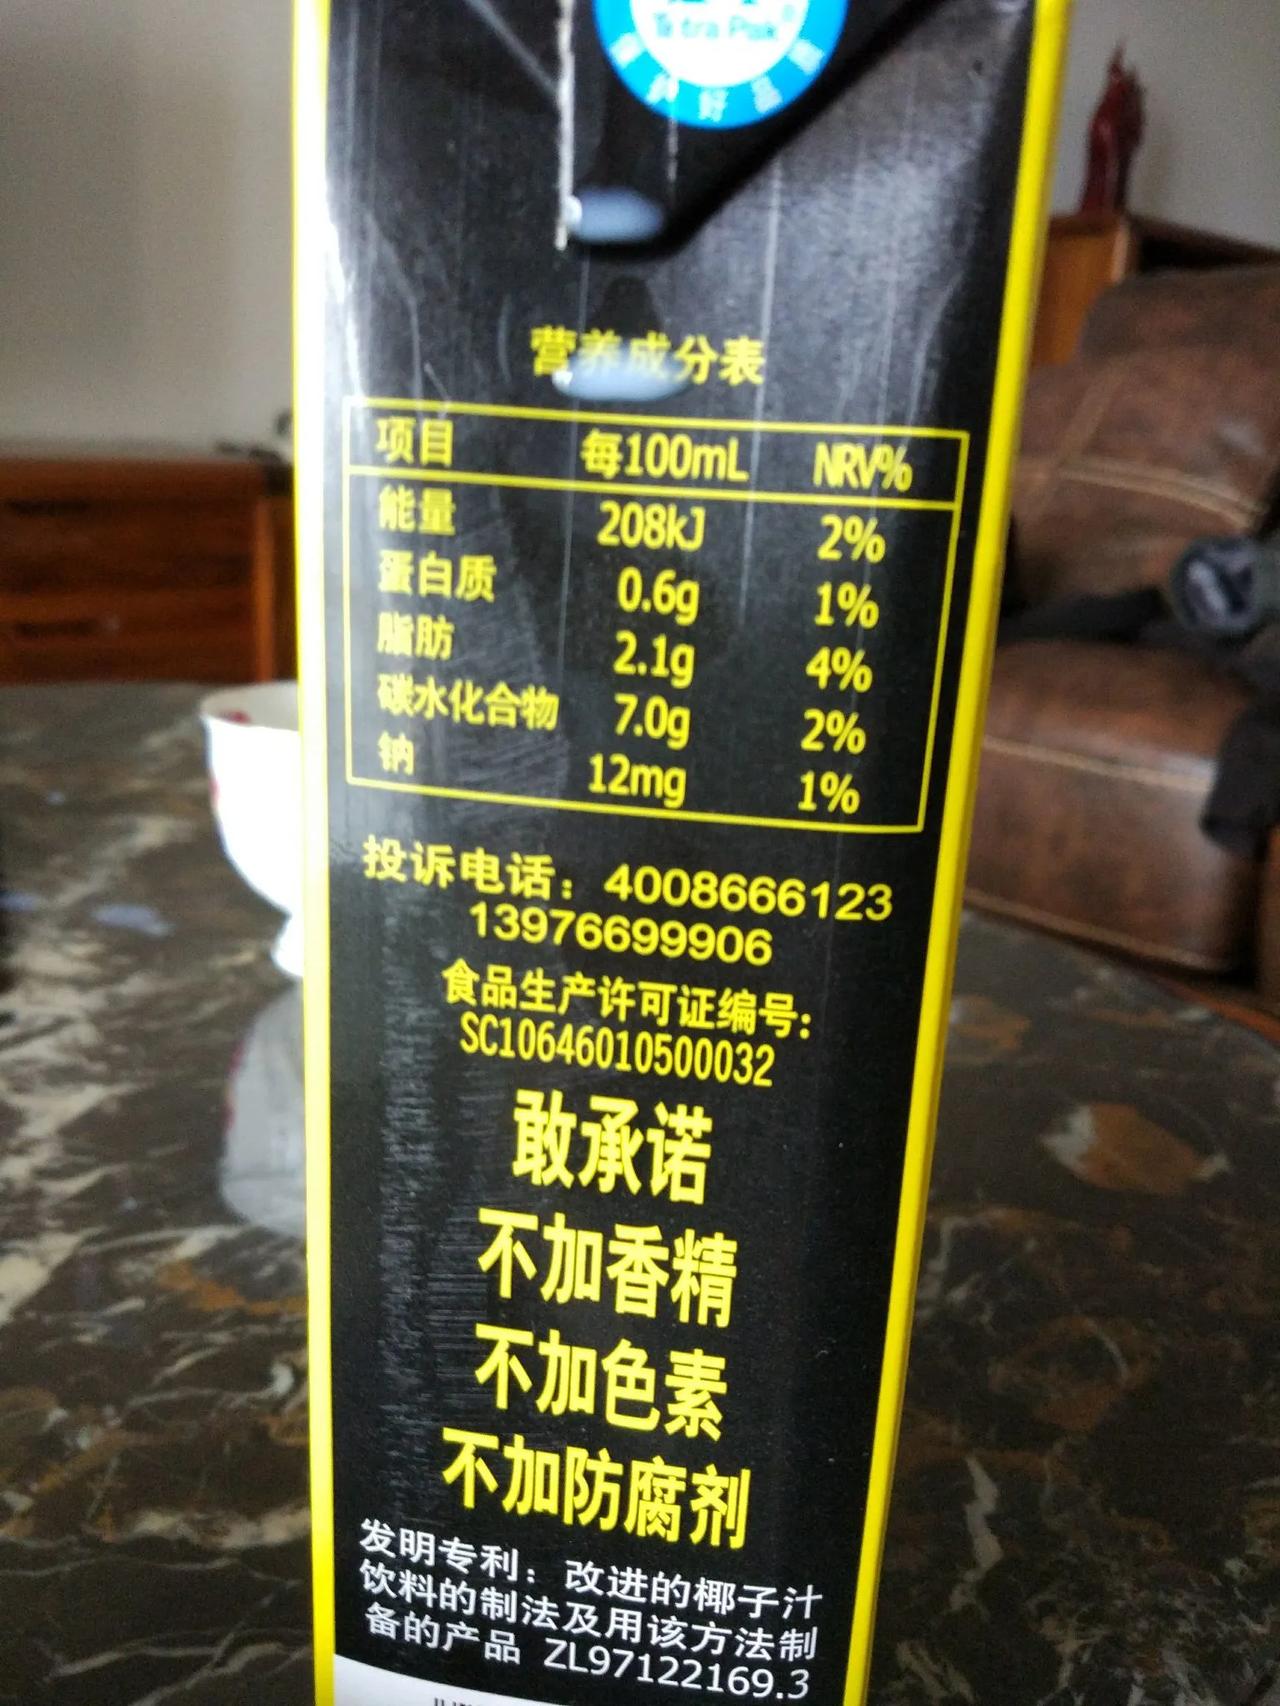 Tetra Pak®
好品
营养成分表
项目 每100mL NRV%
能量 208kJ 2%
蛋白质 0.6g 1%
脂肪 2.1g 4%
碳水化合物 7.0g 2%
钠 12mg 1%
投诉电话：4008666123
13976699906
食品生产许可证编号:
SC10646010500032
敢承诺
不加香精
不加色素
不加防腐剂
发明专利：改进的椰子汁
饮料的制法及用该方法制
备的产品 ZL97122169.3